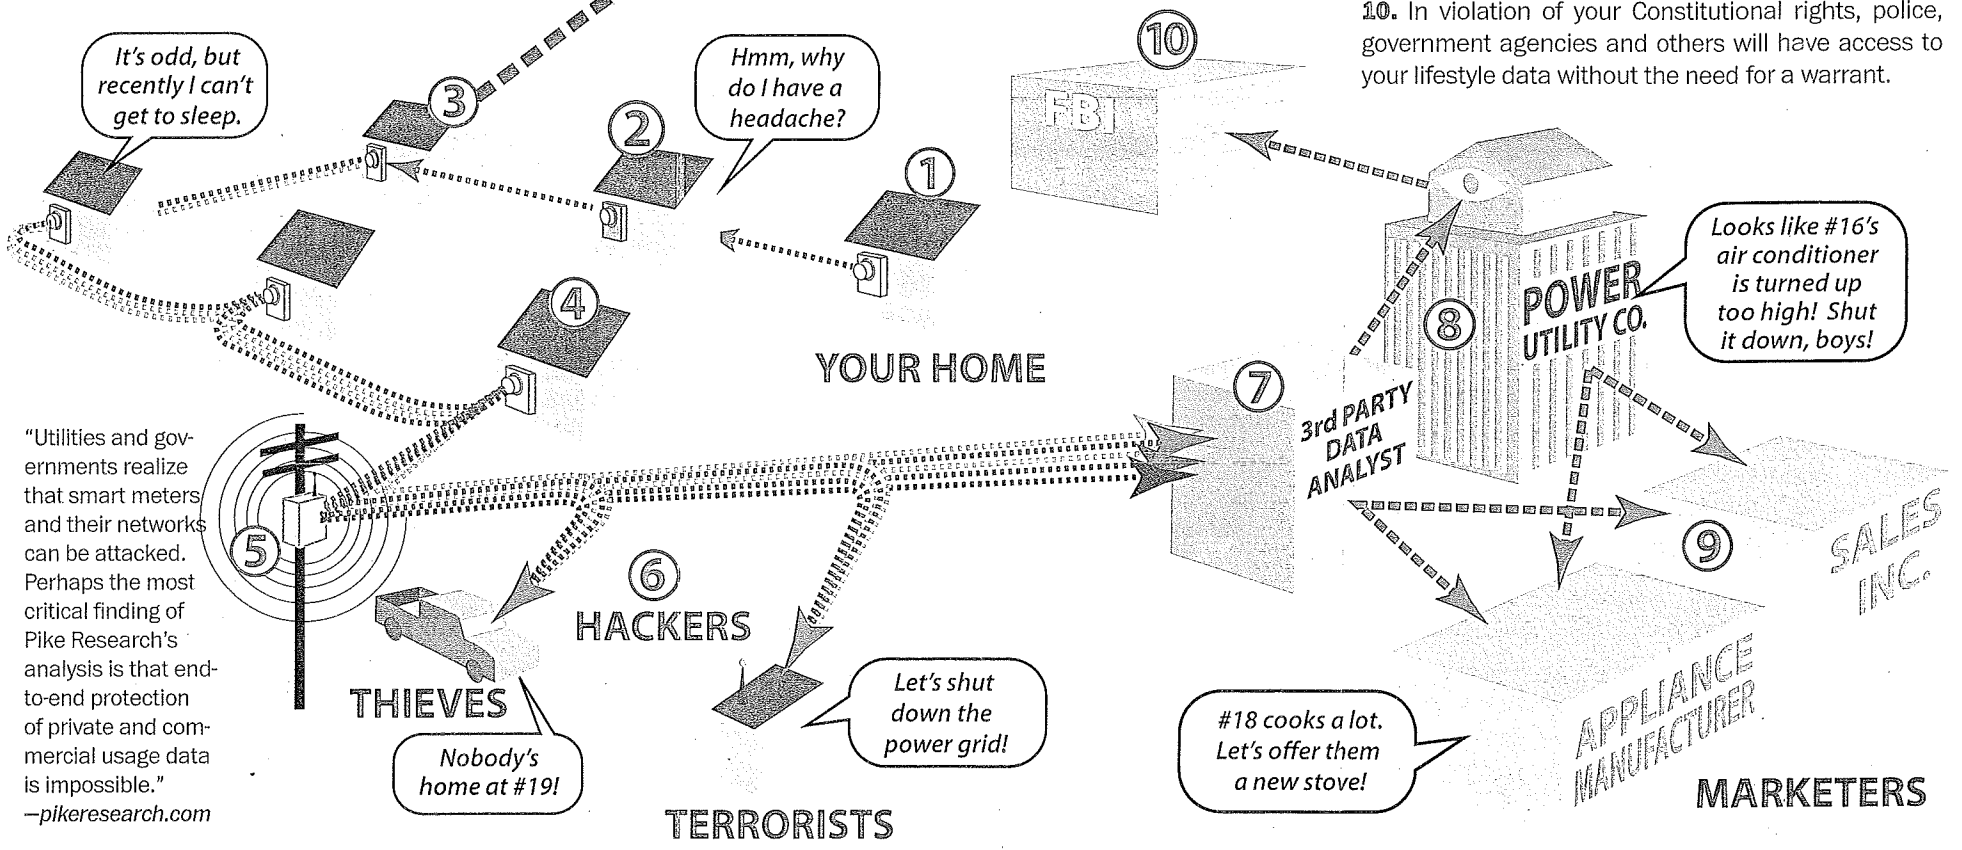 10. In violation of your Constitutional rights, police,
government agencies and others will have access to
your lifestyle data without the need for a warrant.
It's odd, but
recently I can't
get to sleep.
3
2
Hmm, why
do I have a
headache?
1
10
FBI
4
YOUR HOME
8
POWER
UTILITY CO.
Looks like #16's
air conditioner
is turned up
too high! Shut
it down, boys!
7
3rd PARTY
DATA
ANALYST
"Utilities and gov-
ernments realize
that smart meters
and their networks
can be attacked.
Perhaps the most
critical finding of
Pike Research's
analysis is that end-
to-end protection
of private and com-
mercial usage data
is impossible."
—pikeresearch.com
5
6
HACKERS
THIEVES
Nobody's
home at #19!
Let's shut
down the
power grid!
TERRORISTS
9
SALES
INC.
#18 cooks a lot.
Let's offer them
a new stove!
APPLIANCE
MANUFACTURER
MARKETERS